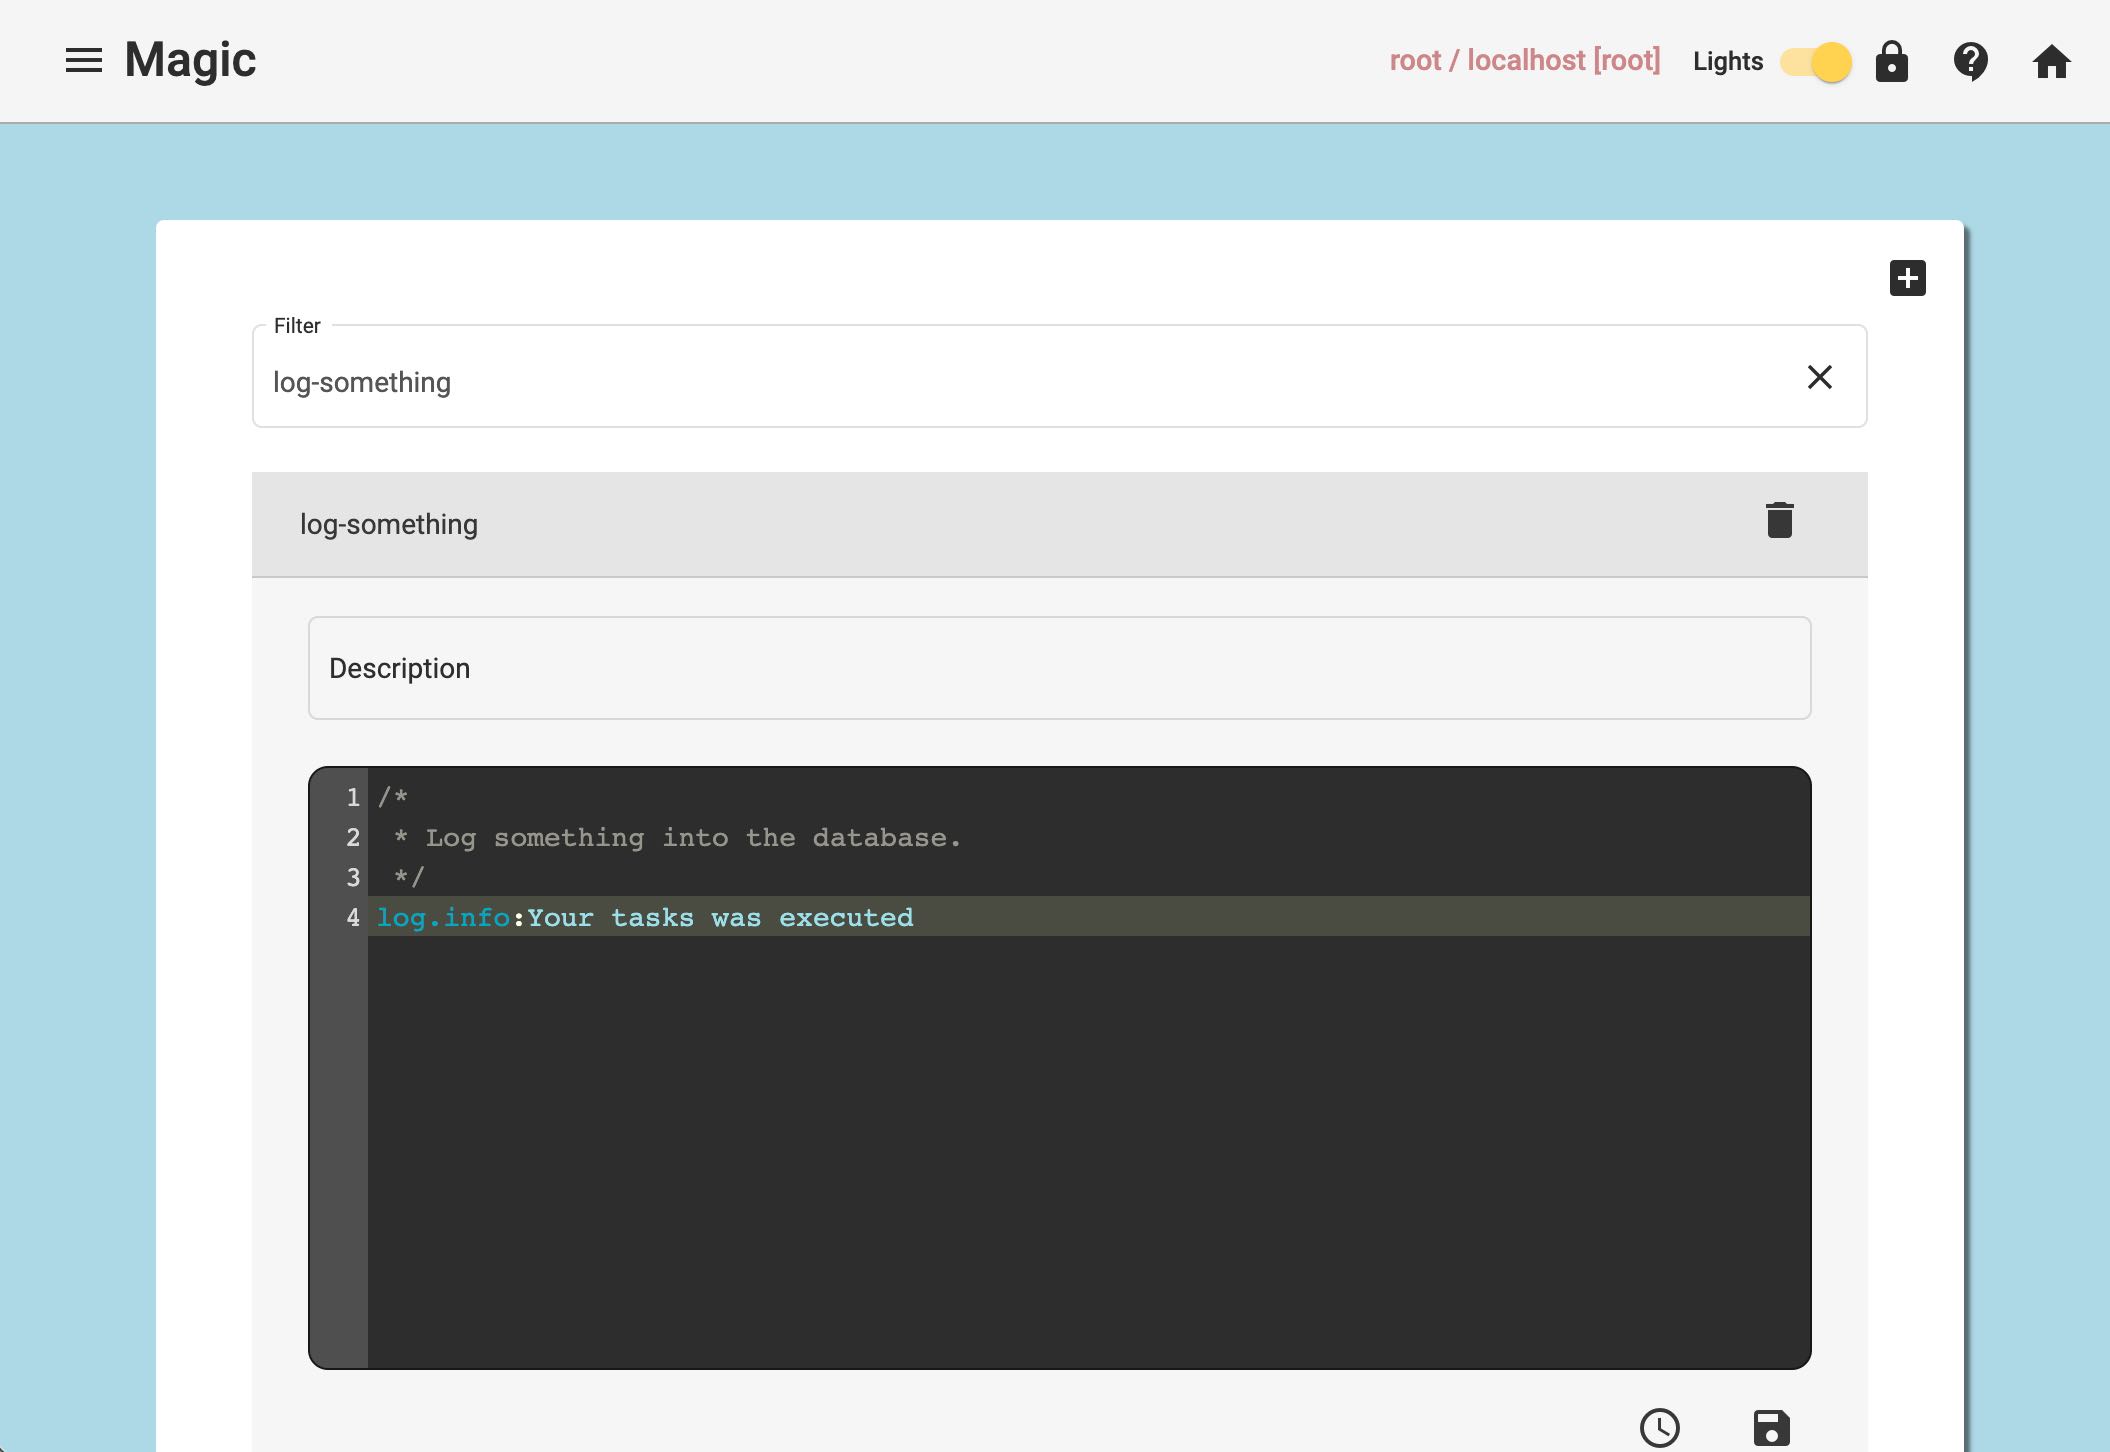 Magic
root / localhost [root] Lights
Filter
log-something
log-something
Description
1 /*
2 * Log something into the database.
3 */
4 log.info:Your tasks was executed